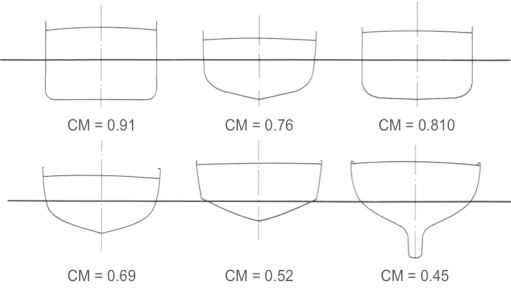 CM = 0.91
CM = 0.76
CM = 0.810
CM = 0.69
CM = 0.52
CM = 0.45